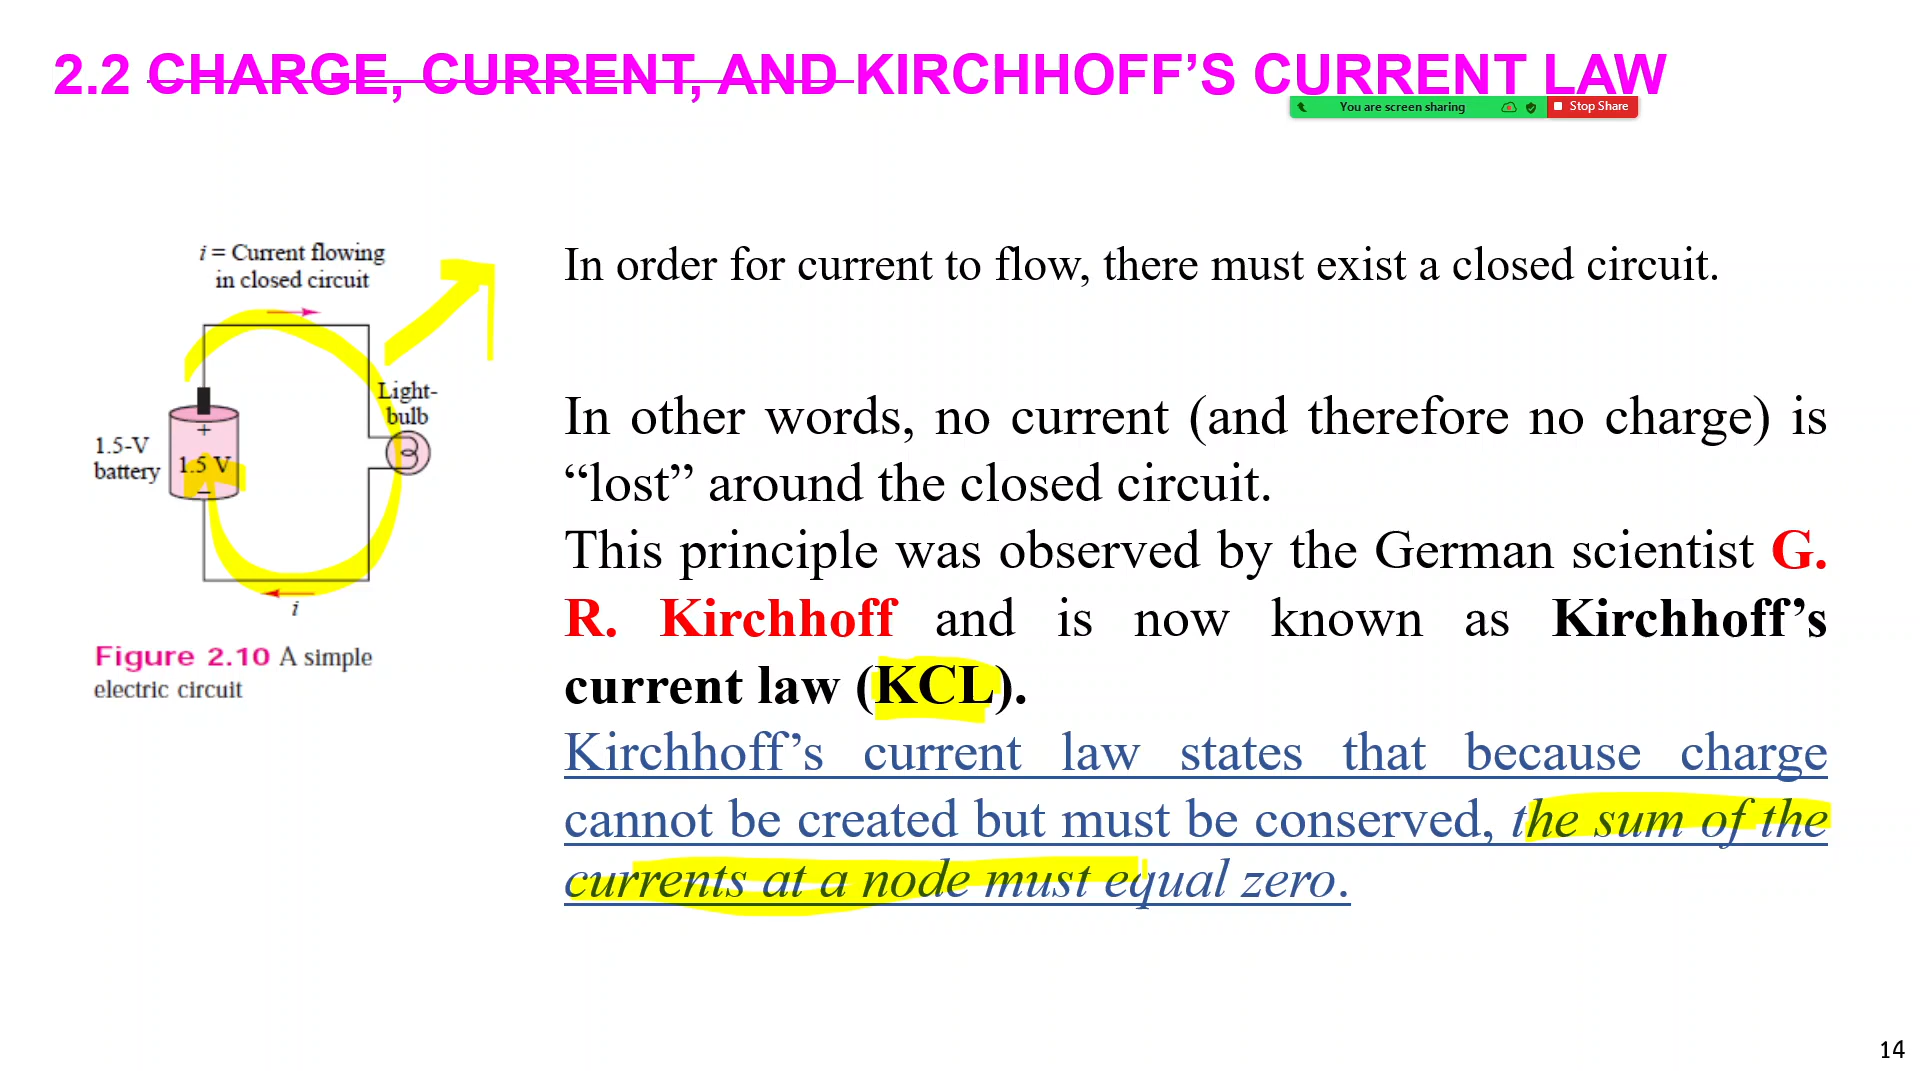 2.2 CHARGE, CURRENT, AND KIRCHHOFF’S CURRENT LAW
You are screen sharing
Stop Share
i = Current flowing
in closed circuit
Light-
bulb
+
1.5-V
battery
1.5 V
–
i
Figure 2.10 A simple
electric circuit
In order for current to flow, there must exist a closed circuit.
In other words, no current (and therefore no charge) is
“lost” around the closed circuit.
This principle was observed by the German scientist G.
R. Kirchhoff and is now known as Kirchhoff’s
current law (KCL).
Kirchhoff’s current law states that because charge
cannot be created but must be conserved, the sum of the
currents at a node must equal zero.
14